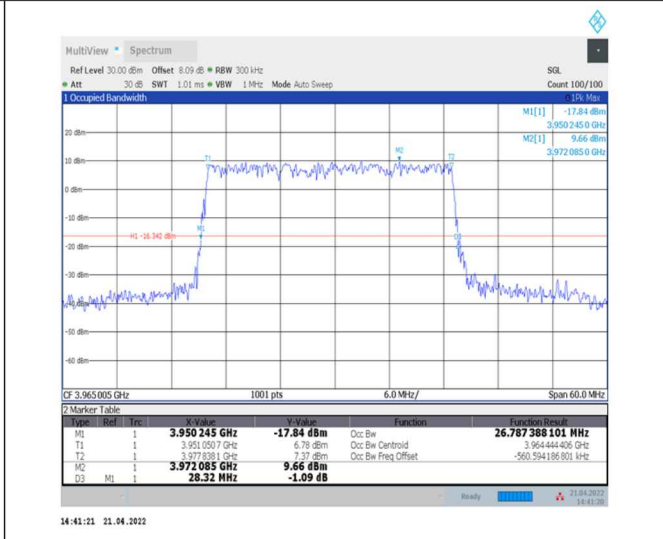 MultiView Spectrum
Ref Level 30.00 dBm Offset 8.09 dB RBW 300 kHz SGL
Att 30 dB SWT 1.01 ms VBW 1 MHz Mode Auto Sweep Count 100/100
1 Occupied Bandwidth 1Pk Max
M1[1] -17.84 dBm
3.950 245 0 GHz
M2[1] 9.66 dBm
3.972 085 0 GHz
20 dBm
10 dBm
T1 M2 T2
0 dBm
-10 dBm
M1
H1 -16.342 dBm
D3
-20 dBm
-30 dBm
-40 dBm
-50 dBm
-60 dBm
CF 3.965 005 GHz 1001 pts 6.0 MHz/ Span 60.0 MHz
2 Marker Table
Type Ref Trc X-Value Y-Value Function Function Result
M1 1 3.950 245 GHz -17.84 dBm Occ Bw 26.787 388 101 MHz
T1 1 3.951 050 7 GHz 6.78 dBm Occ Bw Centroid 3.964 444 406 GHz
T2 1 3.977 838 1 GHz 7.37 dBm Occ Bw Freq Offset -560.594 186 801 kHz
M2 1 3.972 085 GHz 9.66 dBm
D3 M1 1 28.32 MHz -1.09 dB
Ready 21.04.2022
14:41:20
14:41:21 21.04.2022